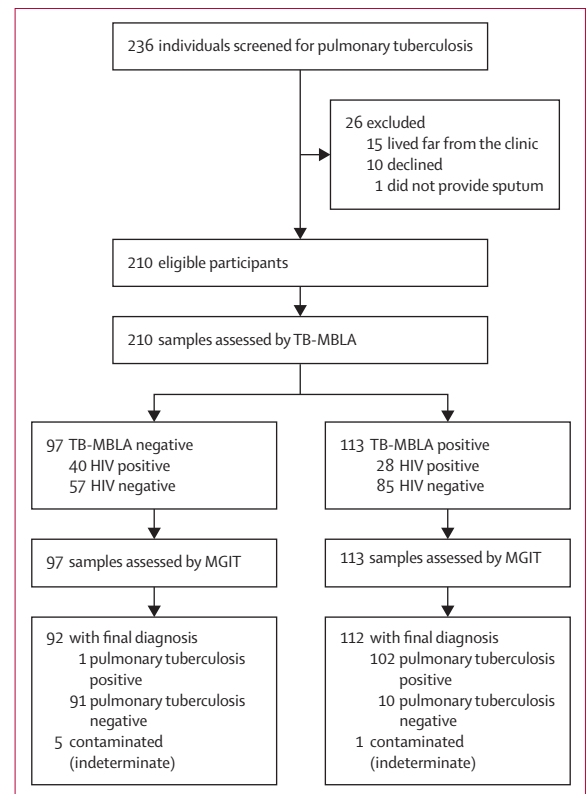 236 individuals screened for pulmonary tuberculosis
26 excluded
15 lived far from the clinic
10 declined
1 did not provide sputum
210 eligible participants
210 samples assessed by TB-MBLA
97 TB-MBLA negative
40 HIV positive
57 HIV negative
113 TB-MBLA positive
28 HIV positive
85 HIV negative
97 samples assessed by MGIT
113 samples assessed by MGIT
92 with final diagnosis
1 pulmonary tuberculosis
positive
91 pulmonary tuberculosis
negative
5 contaminated
(indeterminate)
112 with final diagnosis
102 pulmonary tuberculosis
positive
10 pulmonary tuberculosis
negative
1 contaminated
(indeterminate)